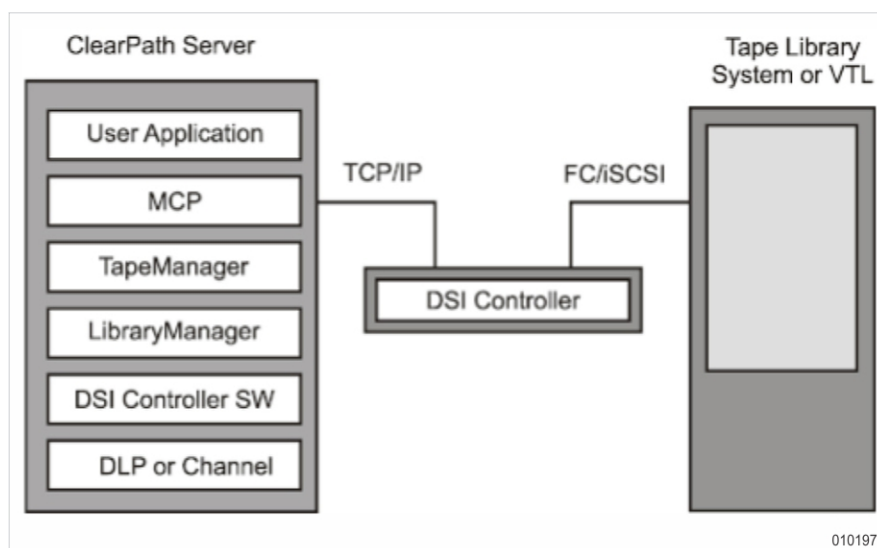 ClearPath Server
User Application
MCP
TapeManager
LibraryManager
DSI Controller SW
DLP or Channel
TCP/IP
FC/iSCSI
DSI Controller
Tape Library
System or VTL
010197